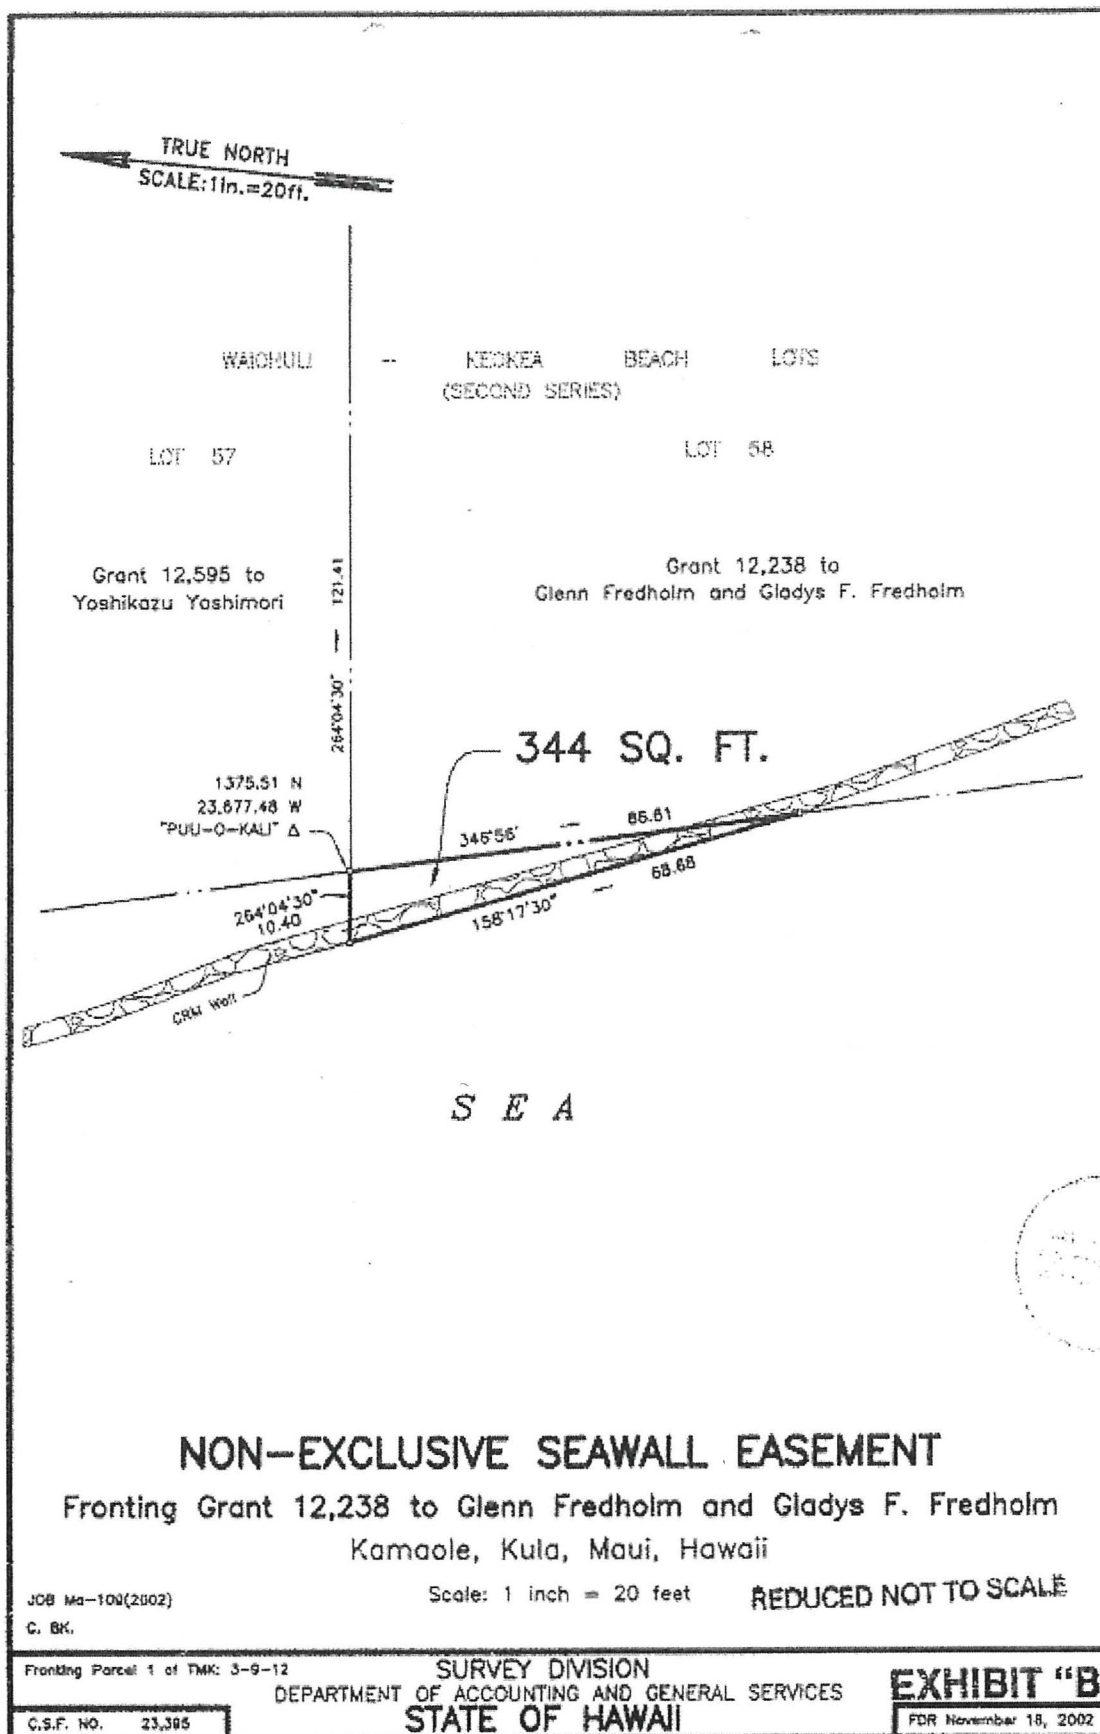 TRUE NORTH
SCALE:1in.=20ft.
WAIOHULI -- KEOKEA BEACH LOTS
(SECOND SERIES)
LOT 57
LOT 58
Grant 12,595 to
Yoshikazu Yoshimori
Grant 12,238 to
Glenn Fredholm and Gladys F. Fredholm
264°04'30" — 121.41
344 SQ. FT.
1375.51 N
23,677.48 W
"PUU-O-KALI" Δ
346°56' — 66.61
264°04'30"
10.40
158°17'30" — 68.68
CRM Wall
SEA
NON-EXCLUSIVE SEAWALL EASEMENT
Fronting Grant 12,238 to Glenn Fredholm and Gladys F. Fredholm
Kamaole, Kula, Maui, Hawaii
Scale: 1 inch = 20 feet
REDUCED NOT TO SCALE
JOB Ma-100(2002)
C. BK.
Fronting Parcel 1 of TMK: 3-9-12
SURVEY DIVISION
DEPARTMENT OF ACCOUNTING AND GENERAL SERVICES
STATE OF HAWAII
EXHIBIT "B
C.S.F. NO. 23,395
FDR November 18, 2002